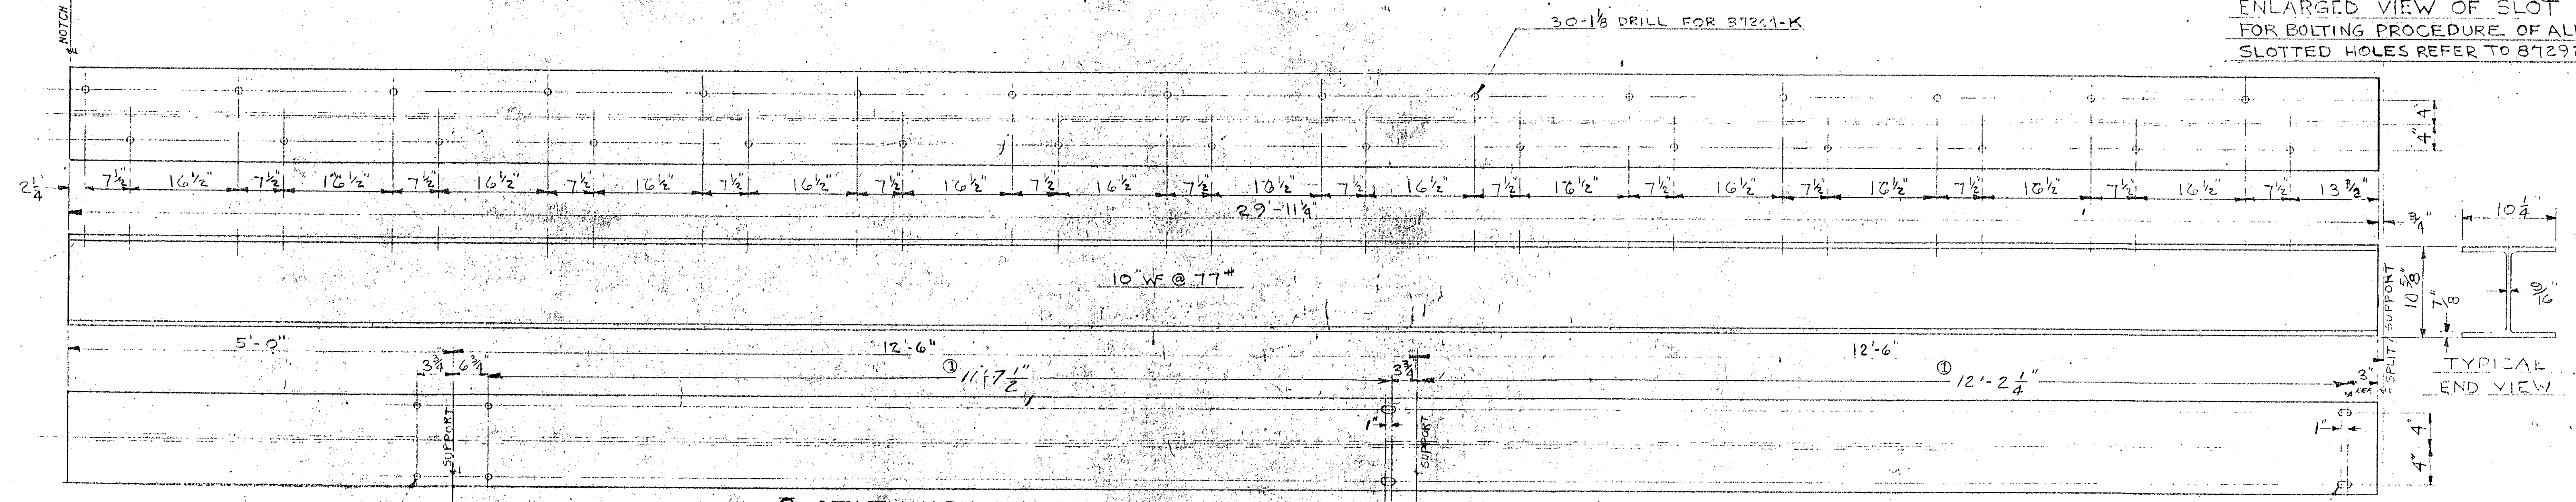 NOTCH
30-1⅛ DRILL FOR
ENLARGED VIEW OF SLOT
FOR BOLTING PROCEDURE OF
SLOTTED HOLES REFER TO
4" 4"
2¼ 7½" 16½" 7½" 16½" 7½" 16½" 7½" 16½" 7½" 16½" 7½" 16½" 7½" 16½" 7½" 16½" 7½" 16½" 7½" 16½" 7½" 16½" 7½" 16½" 7½" 16½" 7½" 16½" 7½"
29'-11¼"
¾"
10¼"
10 WF @ 77#
10⅝"
⅞"
9/16"
SPLIT/SUPPORT
5'-0" 12'-6" 12'-6"
3¾ 6¾" ① 11'-7½" 3¾ ① 12'-2¼" 3" REF.
TYPICAL
END VIEW
SUPPORT
1"
SUPPORT
1"
4" 4"